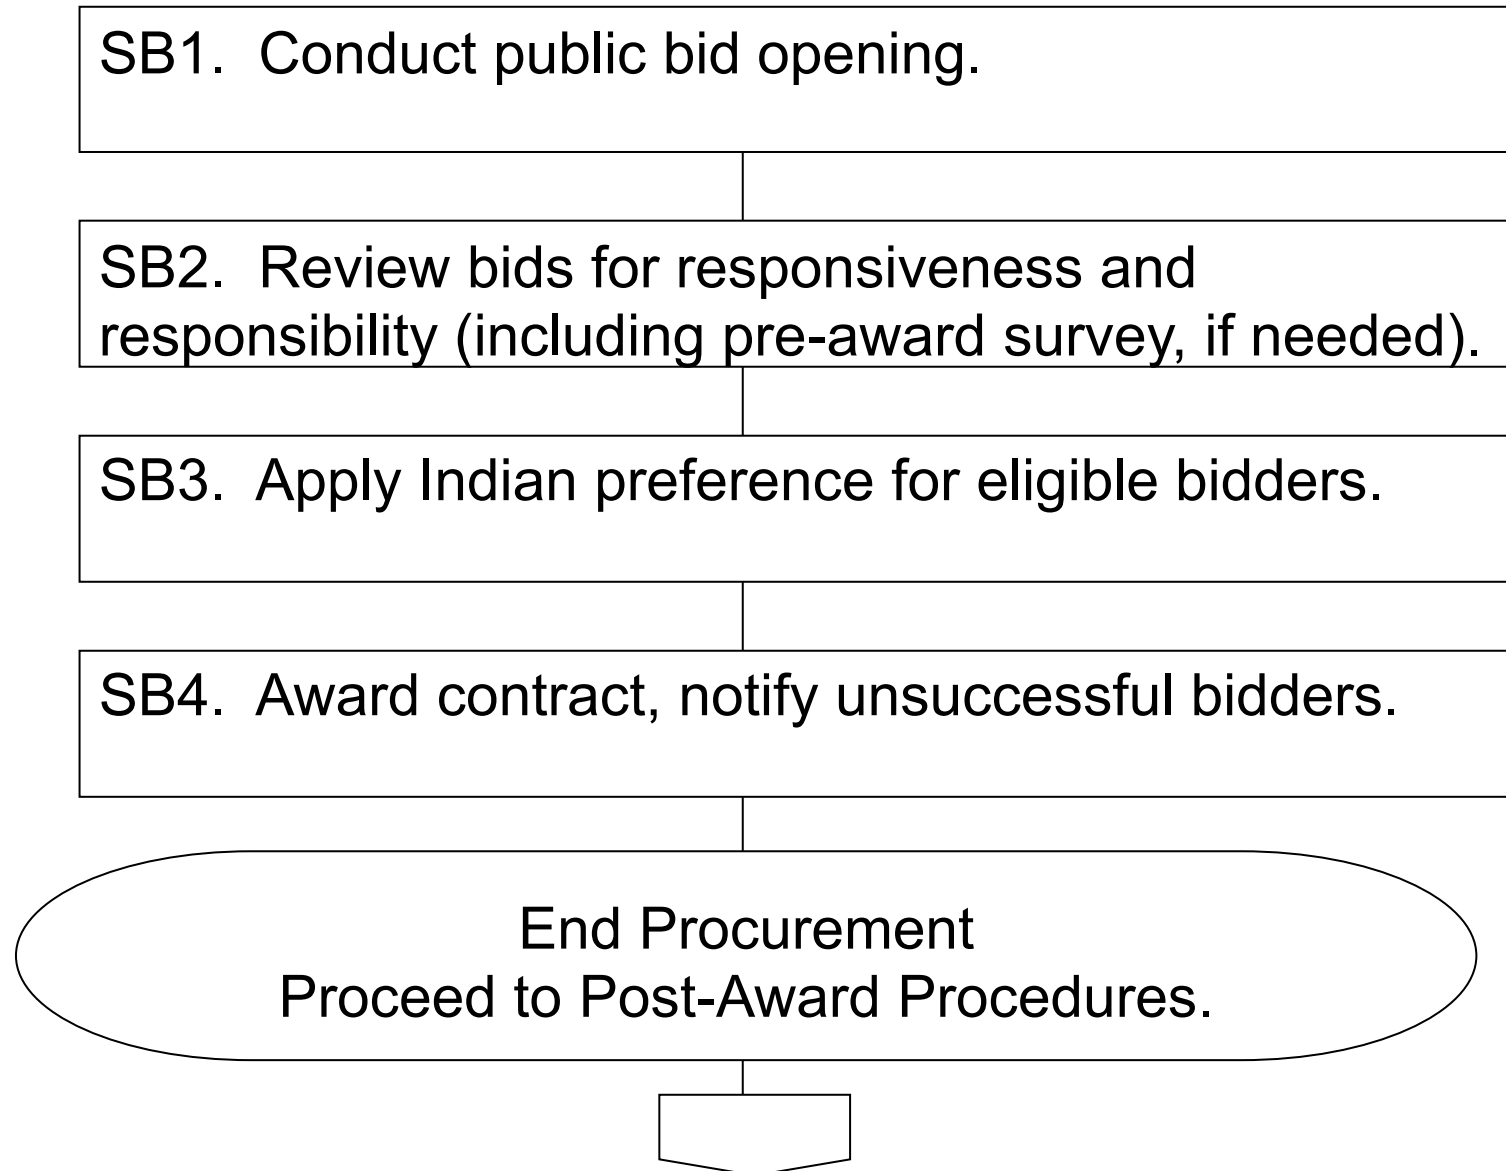 SB1.  Conduct public bid opening.
SB2.  Review bids for responsiveness and
responsibility (including pre-award survey, if needed).
SB3.  Apply Indian preference for eligible bidders.
SB4.  Award contract, notify unsuccessful bidders.
End Procurement
Proceed to Post-Award Procedures.